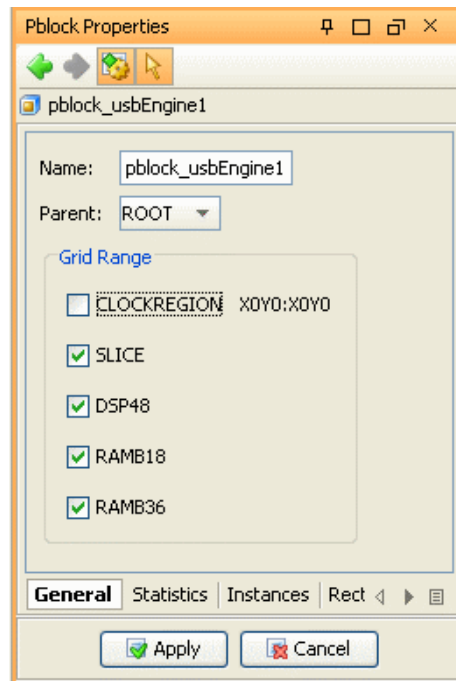 Pblock Properties
pblock_usbEngine1
Name: pblock_usbEngine1
Parent: ROOT
Grid Range
CLOCKREGION X0Y0:X0Y0
SLICE
DSP48
RAMB18
RAMB36
General Statistics Instances Rect
Apply Cancel